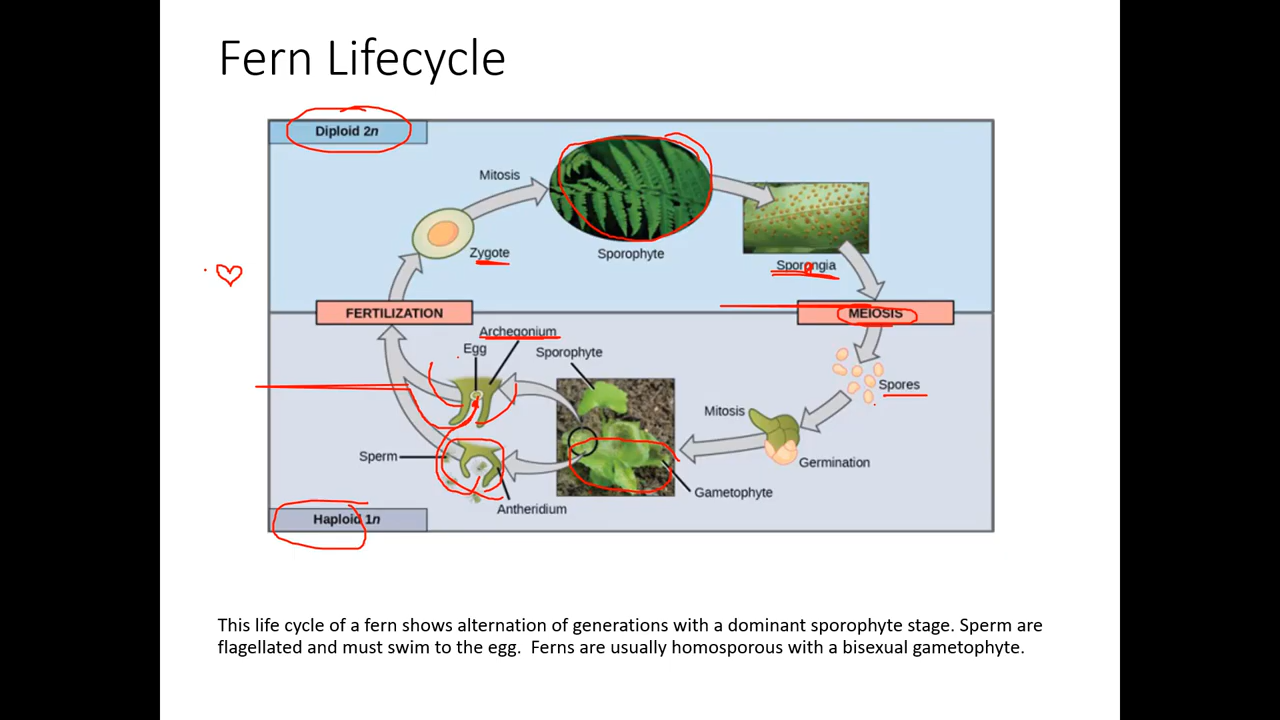 Fern Lifecycle
Diploid 2n
Mitosis
Zygote
Sporophyte
Sporangia
FERTILIZATION
MEIOSIS
Archegonium
Egg
Sporophyte
Spores
Mitosis
Sperm
Germination
Gametophyte
Antheridium
Haploid 1n
This life cycle of a fern shows alternation of generations with a dominant sporophyte stage. Sperm are
flagellated and must swim to the egg. Ferns are usually homosporous with a bisexual gametophyte.